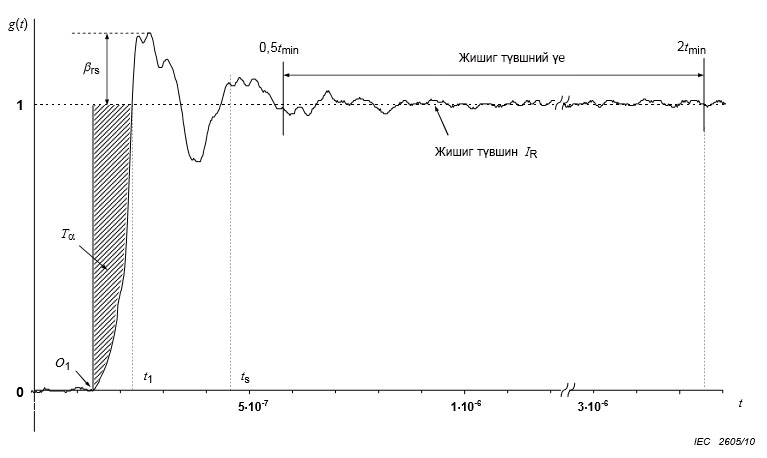 g(t)
0,5tmin
Жишиг түвшний үе
2tmin
βrs
1
Жишиг түвшин IR
Tα
O1
t1
ts
0
5·10-7
1·10-6
3·10-6
t
IEC 2605/10